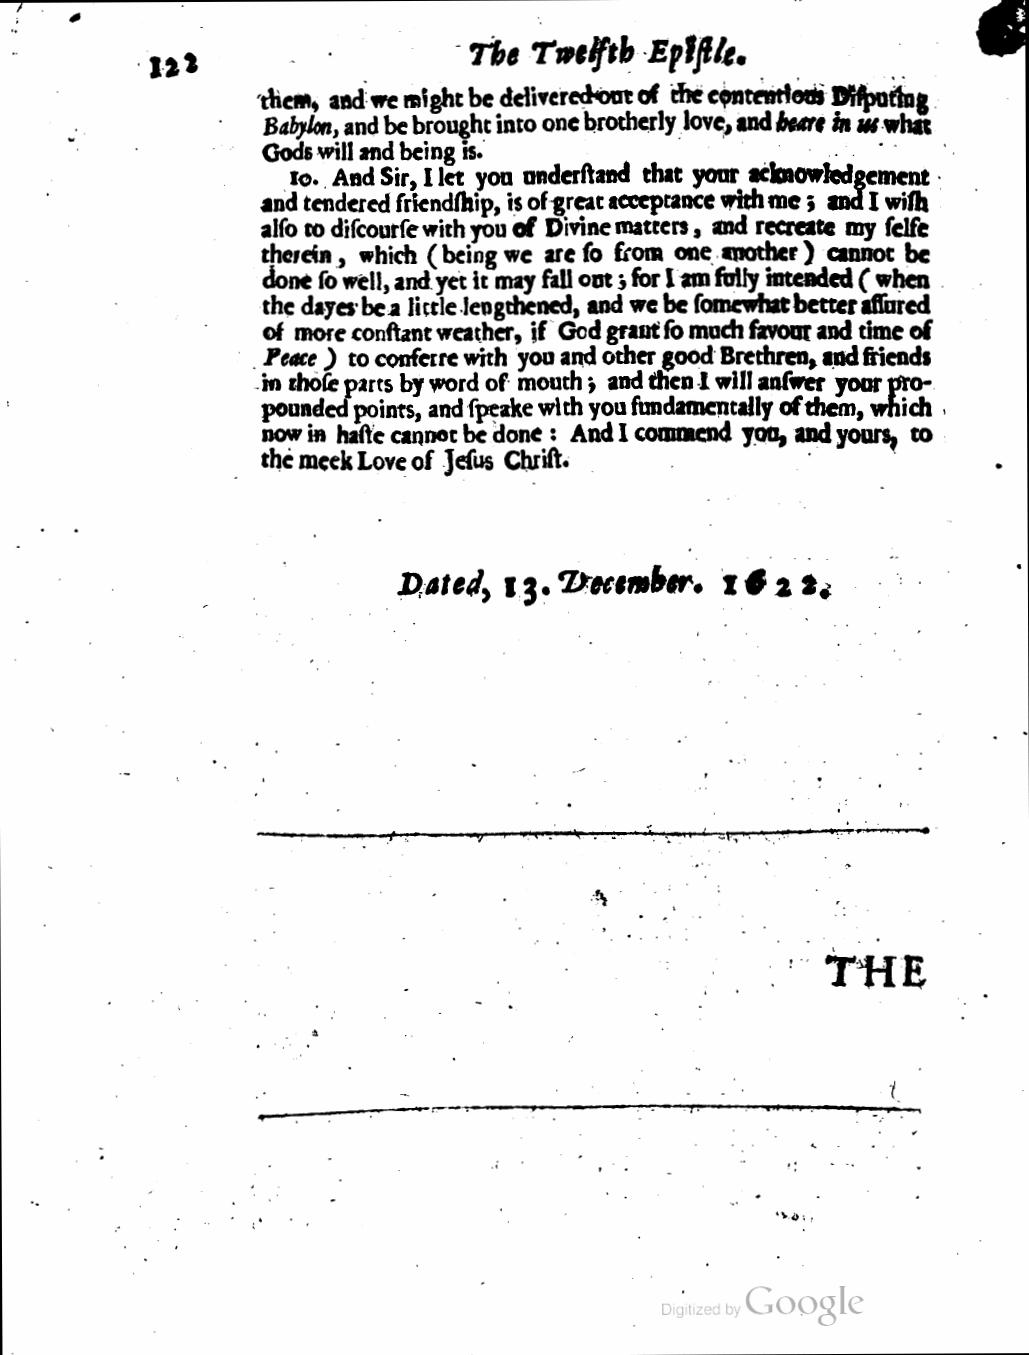 122
The Twelfth Epiſtle.
them, and we might be delivered out of the contentious Diſputing
Babylon, and be brought into one brotherly love, and beare in us what
Gods will and being is.
10. And Sir, I let you underſtand that your acknowledgement
and tendered friendſhip, is of great acceptance with me ; and I wiſh
alſo to diſcourſe with you of Divine matters, and recreate my ſelfe
therein, which ( being we are ſo from one another ) cannot be
done ſo well, and yet it may fall out ; for I am fully intended ( when
the dayes be a little lengthened, and we be ſomewhat better aſſured
of more conſtant weather, if God grant ſo much favour and time of
Peace ) to conferre with you and other good Brethren, and friends
in thoſe parts by word of mouth ; and then I will anſwer your pro-
pounded points, and ſpeake with you fundamentally of them, which
now in haſte cannot be done : And I commend you, and yours, to
the meek Love of Jeſus Chriſt.
Dated, 13. December. 1622.
THE
Digitized by Google